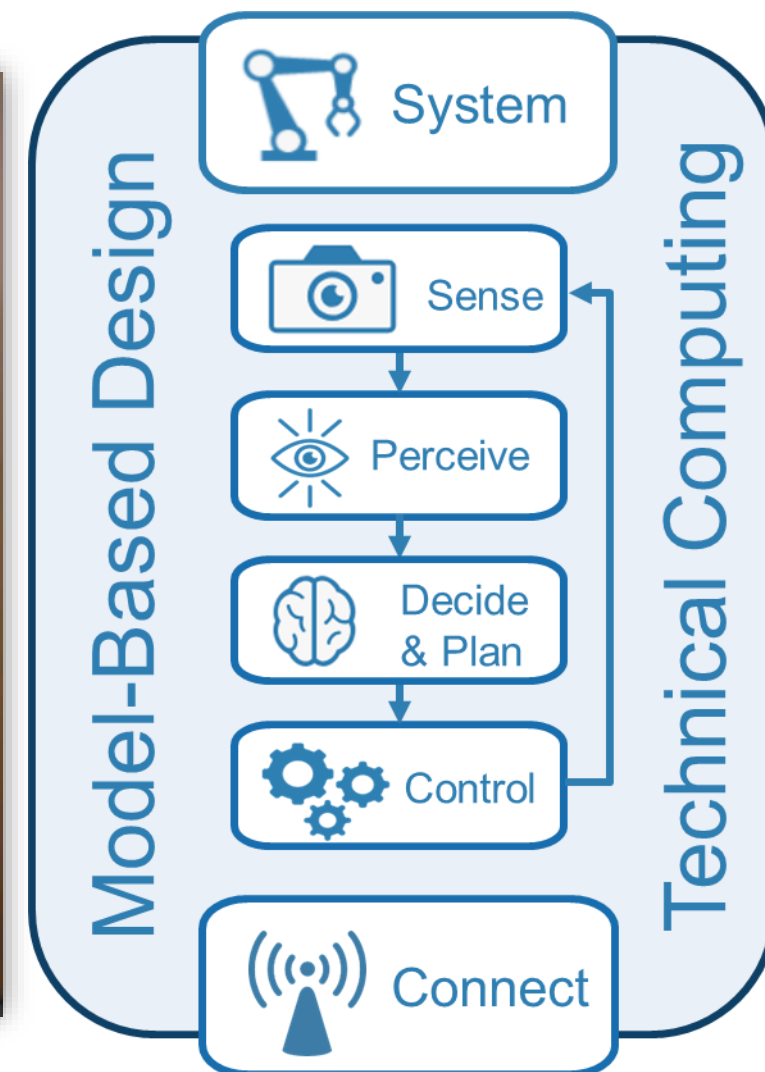 System
Model-Based Design
Technical Computing
Sense
Perceive
Decide
& Plan
Control
Connect